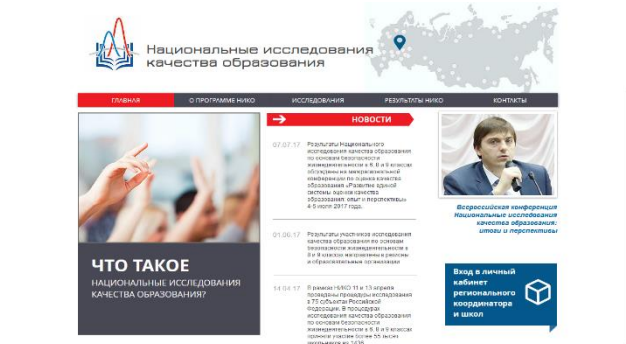 Национальные исследования
качества образования
ГЛАВНАЯ
О ПРОГРАММЕ НИКО
ИССЛЕДОВАНИЯ
РЕЗУЛЬТАТЫ НИКО
КОНТАКТЫ
ЧТО ТАКОЕ
НАЦИОНАЛЬНЫЕ ИССЛЕДОВАНИЯ
КАЧЕСТВА ОБРАЗОВАНИЯ?
НОВОСТИ
07.07.17
Результаты Национального
исследования качества образования
по основам безопасности
жизнедеятельности в 6, 8 и 9 классах
обсуждены на межрегиональной
конференции по оценке качества
образования «Развитие единой
системы оценки качества
образования: опыт и перспективы»
4-5 июля 2017 года.
01.06.17
Результаты участников исследования
качества образования по основам
безопасности жизнедеятельности в
8 и 9 классах направлены в регионы
и образовательные организации
14.04.17
В рамках НИКО 11 и 13 апреля
проведены процедуры исследования
в 75 субъектах Российской
Федерации. В процедурах
исследования качества образования
по основам безопасности
жизнедеятельности в 6, 8 и 9 классах
приняли участие более 55 тысяч
Всероссийская конференция
Национальные исследования
качества образования:
итоги и перспективы
Вход в личный
кабинет
регионального
координатора
и школ